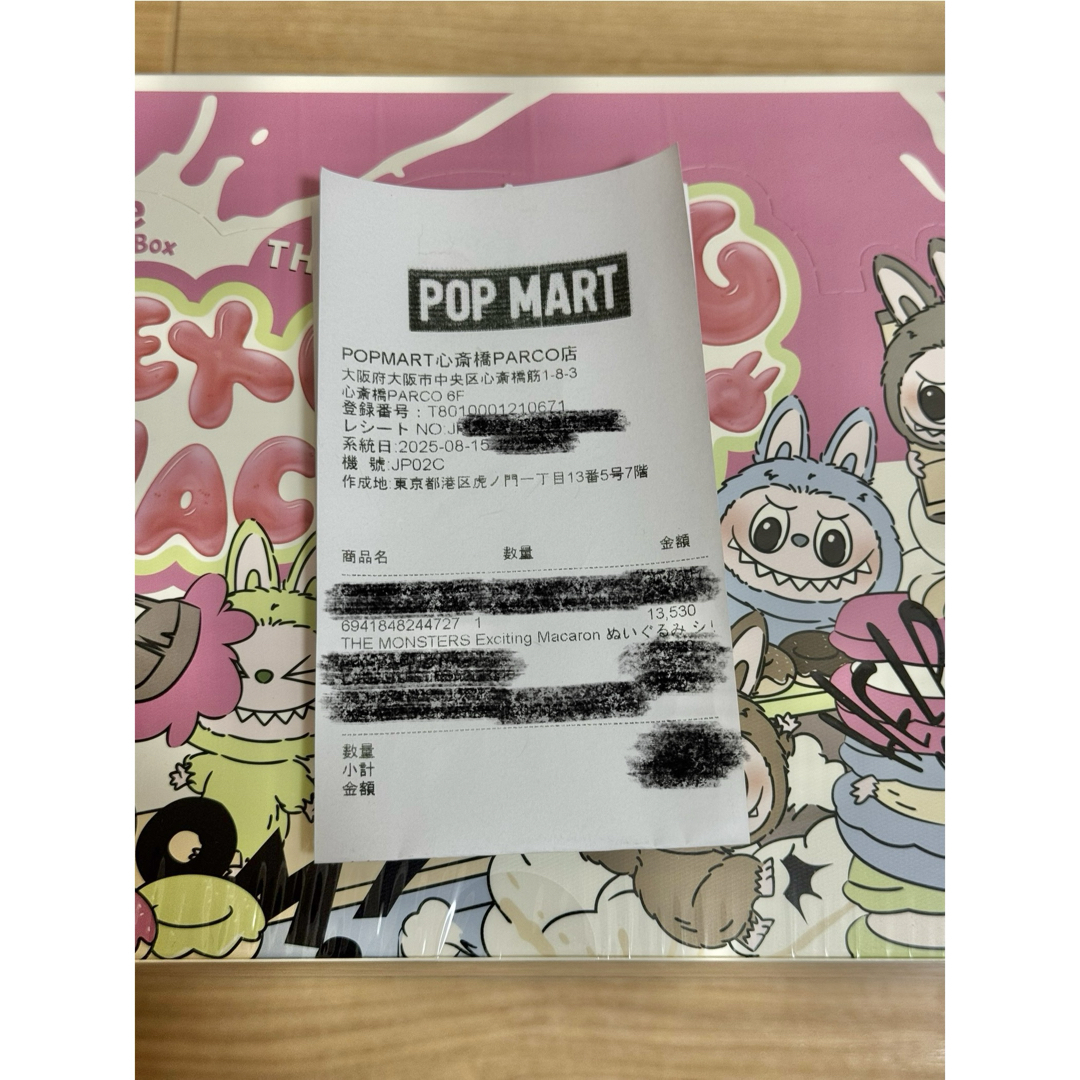 Box
TH
EX
G
AC
POP MART
POPMART心斎橋PARCO店
大阪府大阪市中央区心斎橋筋1-8-3
心斎橋PARCO 6F
登録番号：T8010001210671
レシート NO:JP
系統日:2025-08-15
機 號:JP02C
作成地:東京都港区虎ノ門一丁目13番5号7階
商品名 数量 金額
6941848244727 1 13,530
THE MONSTERS Exciting Macaron ぬいぐるみ シ
数量
小計
金額